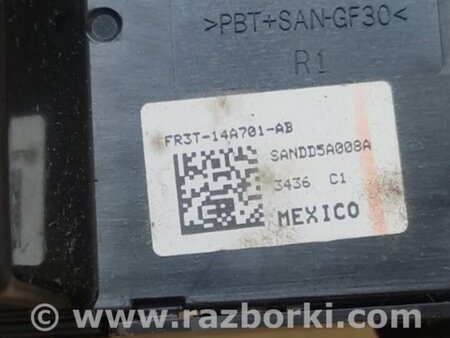 >PBT+SAN-GF30<
R1
FR3T-14A701-AB
SANDD5A008A
3436 C1
MEXICO
www.razborki.com